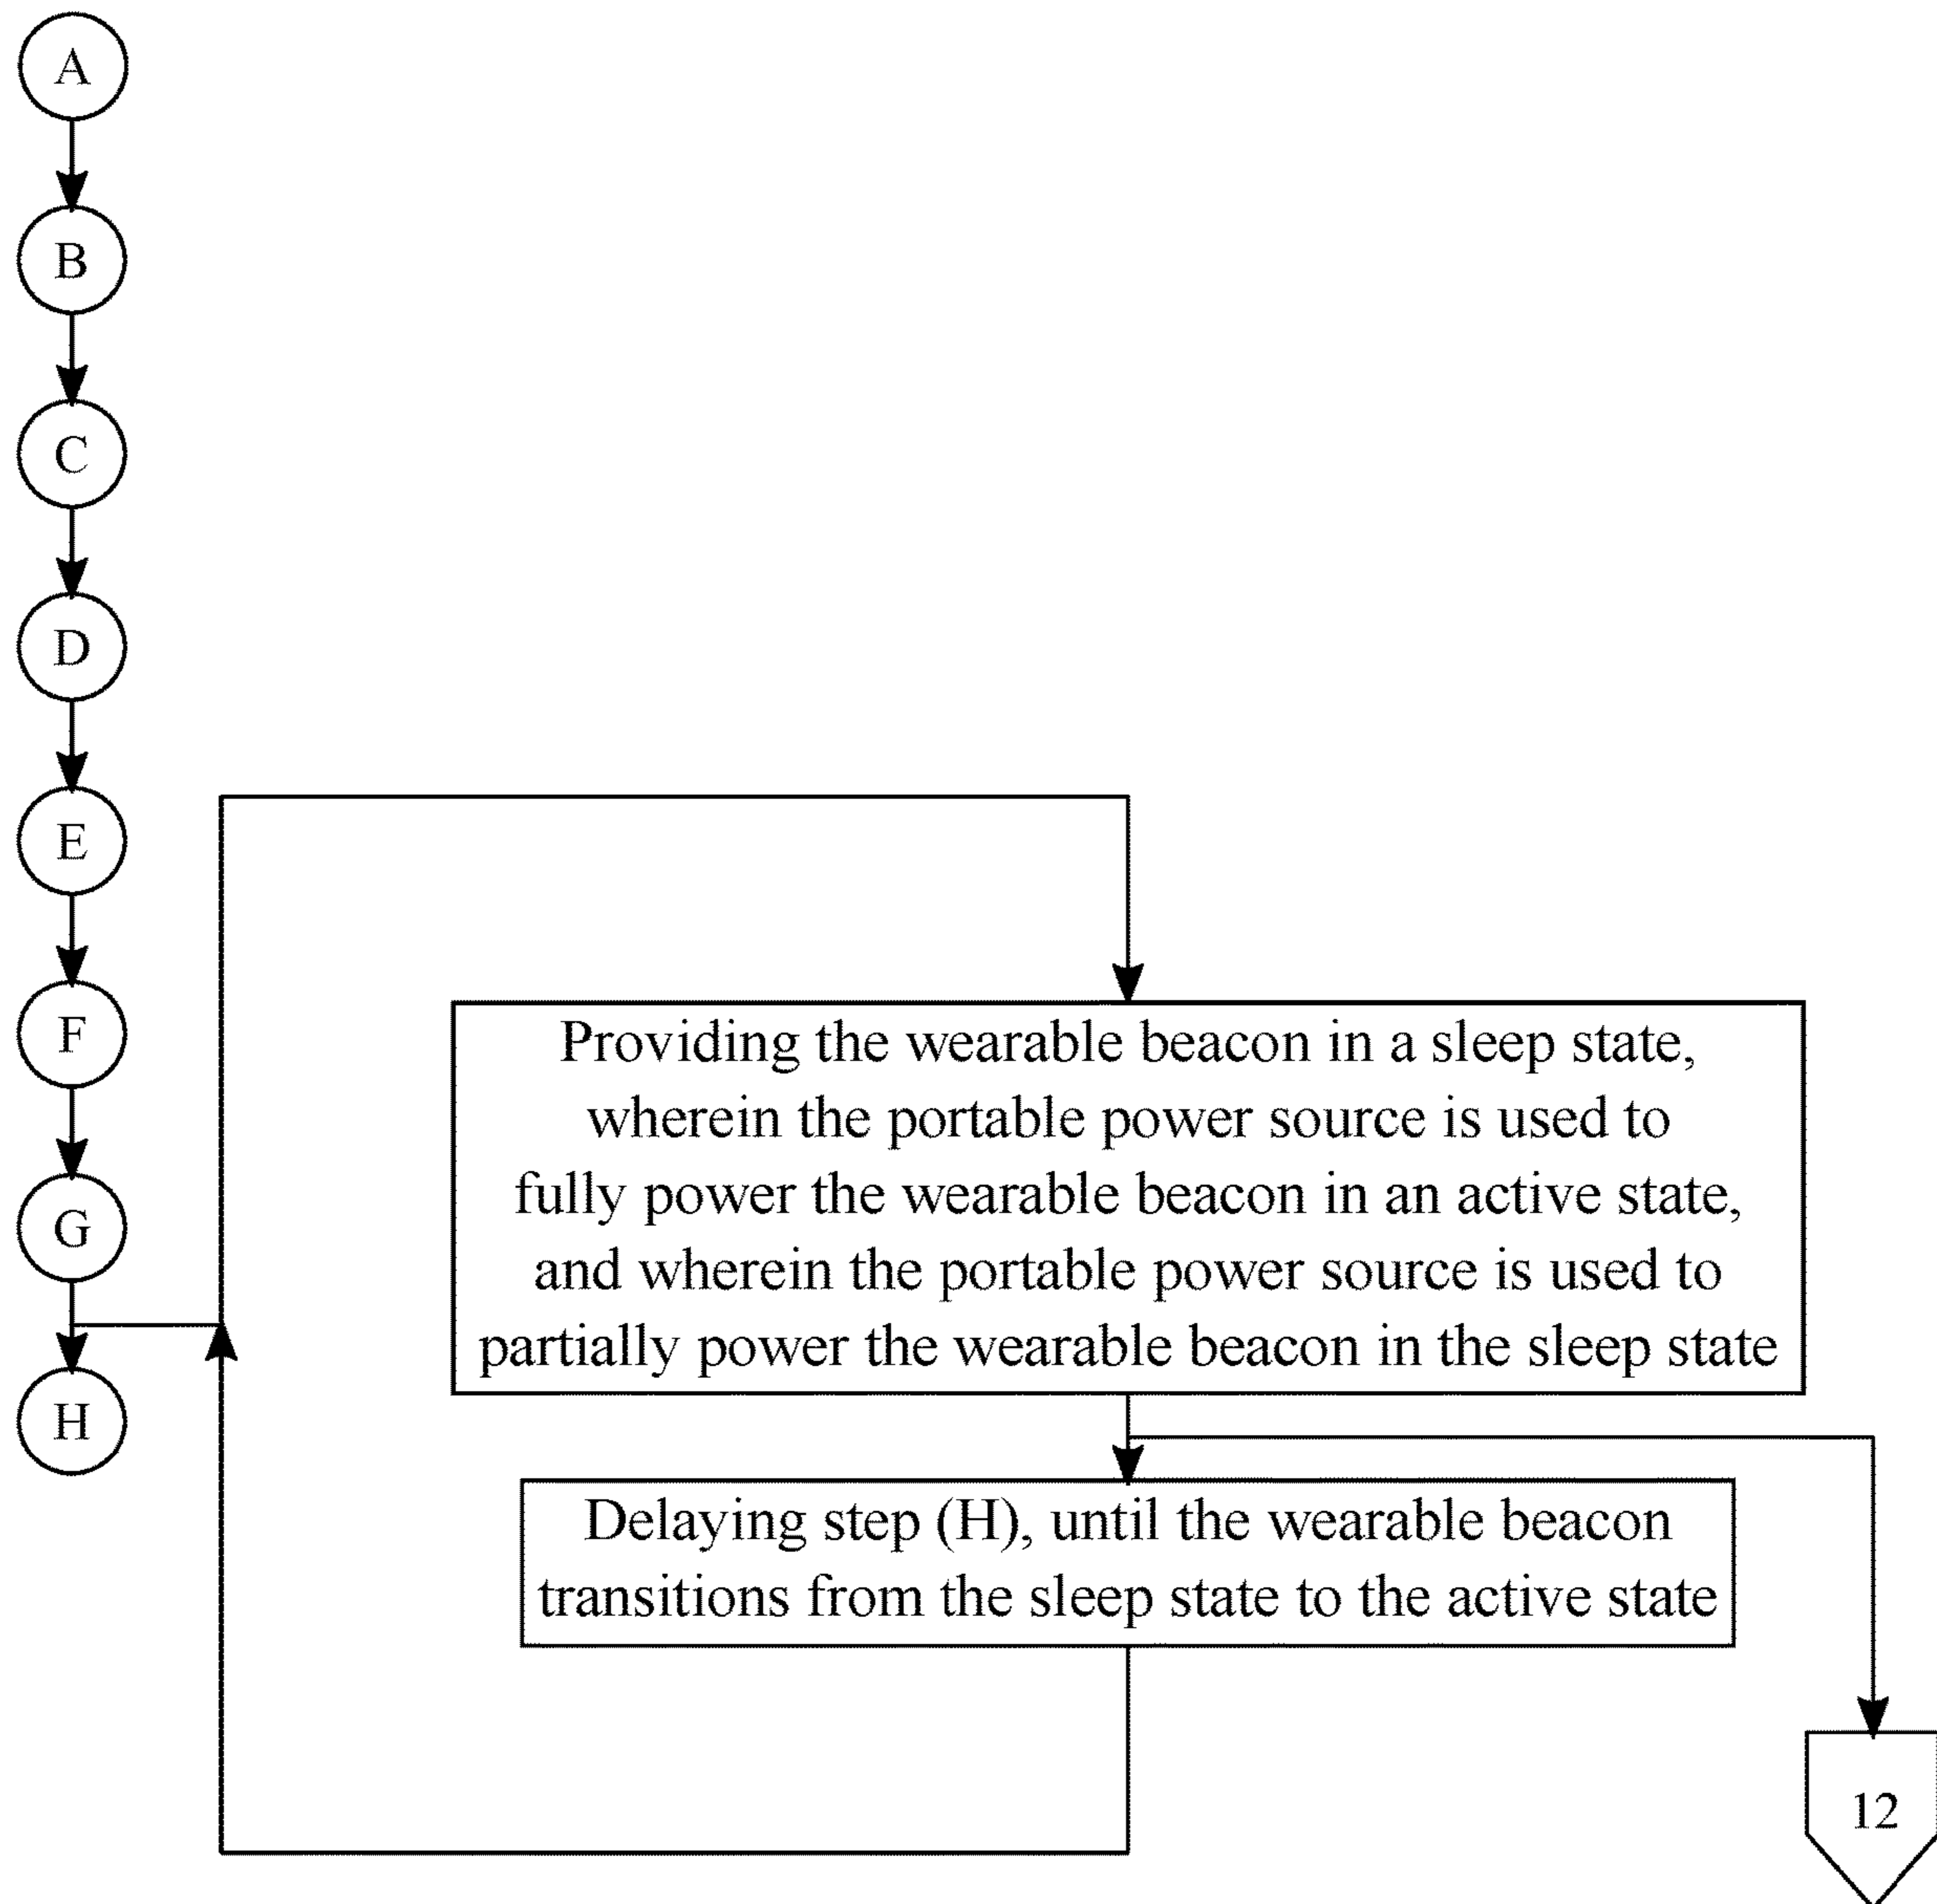 A
B
C
D
E
F
G
H
Providing the wearable beacon in a sleep state,
wherein the portable power source is used to
fully power the wearable beacon in an active state,
and wherein the portable power source is used to
partially power the wearable beacon in the sleep state
Delaying step (H), until the wearable beacon
transitions from the sleep state to the active state
12